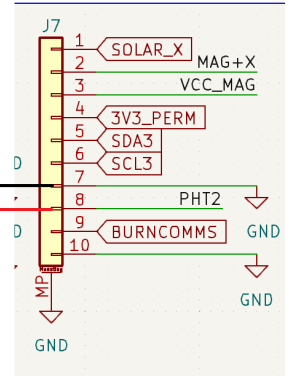 J7
1 SOLAR_X
2 MAG+X
3 VCC_MAG
4 3V3_PERM
5 SDA3
6 SCL3
7
8 PHT2
9 BURNCOMMS
10
GND
GND
MP
GND
D
D